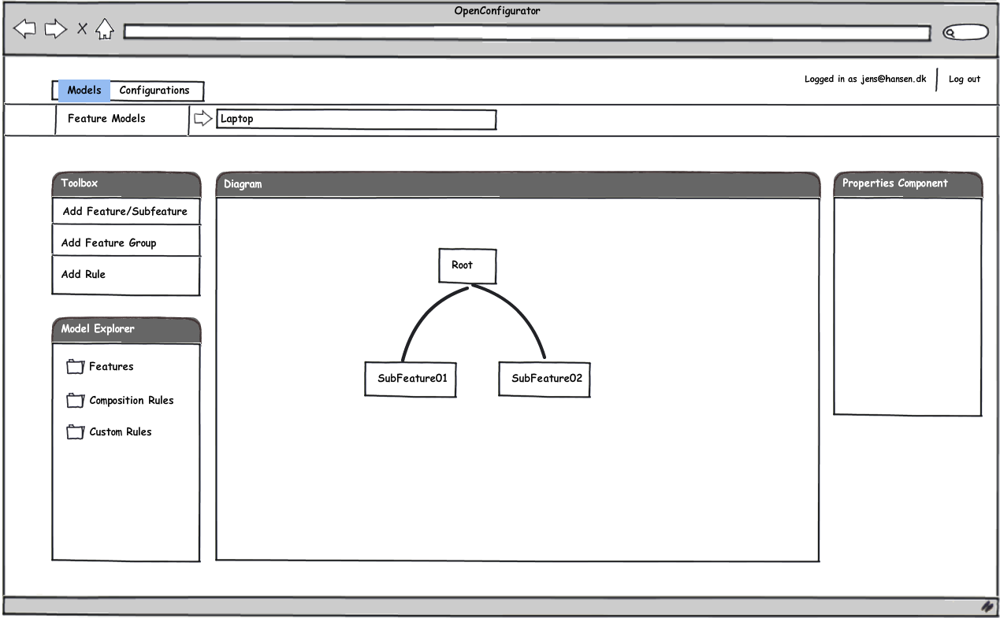 OpenConfigurator
Logged in as jens@hansen.dk
Log out
Models
Configurations
Feature Models
Laptop
Toolbox
Add Feature/Subfeature
Add Feature Group
Add Rule
Model Explorer
Features
Composition Rules
Custom Rules
Diagram
Root
SubFeature01
SubFeature02
Properties Component